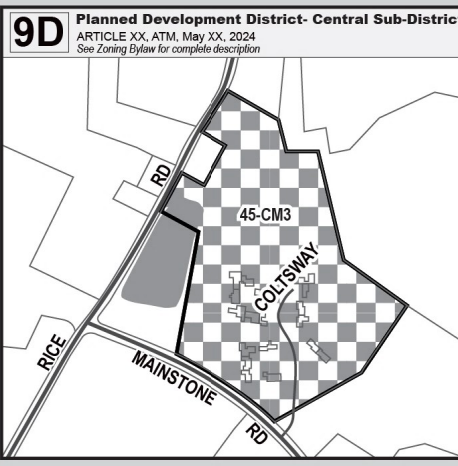 9D
Planned Development District- Central Sub-Distric
ARTICLE XX, ATM, May XX, 2024
See Zoning Bylaw for complete description
RD
45-CM3
COLTSWAY
RICE
MAINSTONE
RD